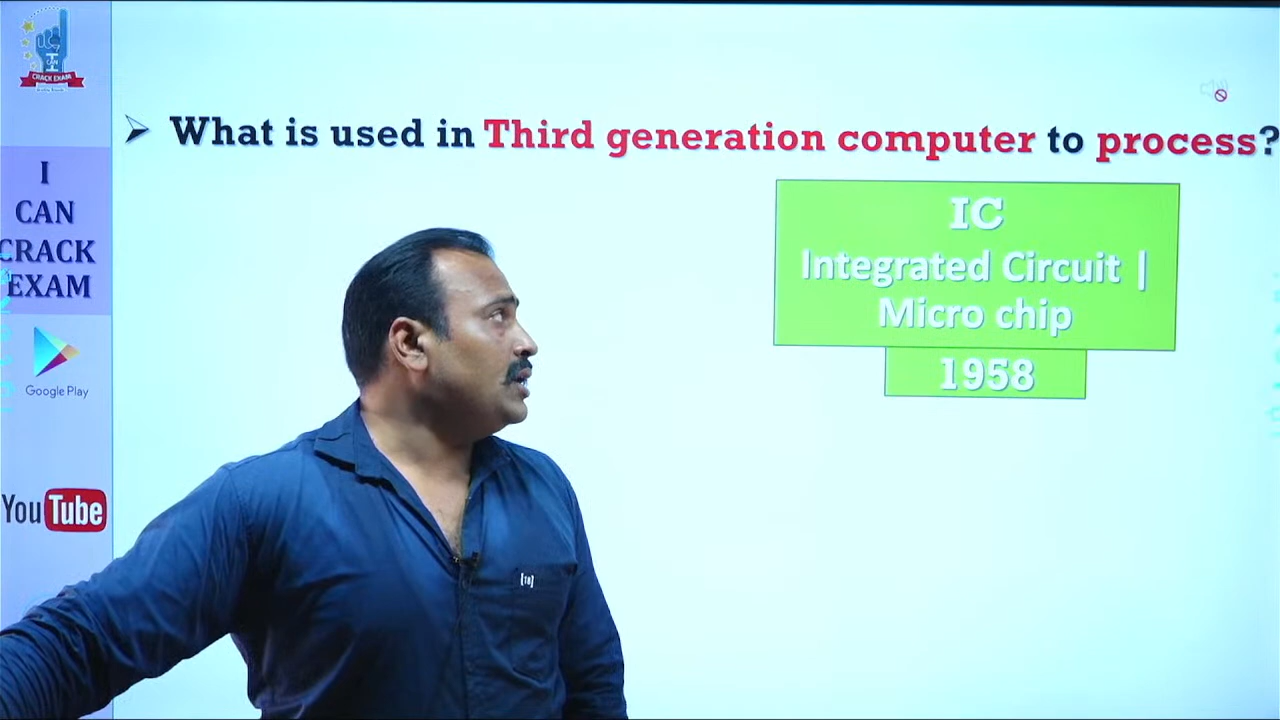 CAN
CRACK EXAM
What is used in Third generation computer to process?
I
CAN
CRACK
EXAM
IC
Integrated Circuit |
Micro chip
1958
Google Play
YouTube